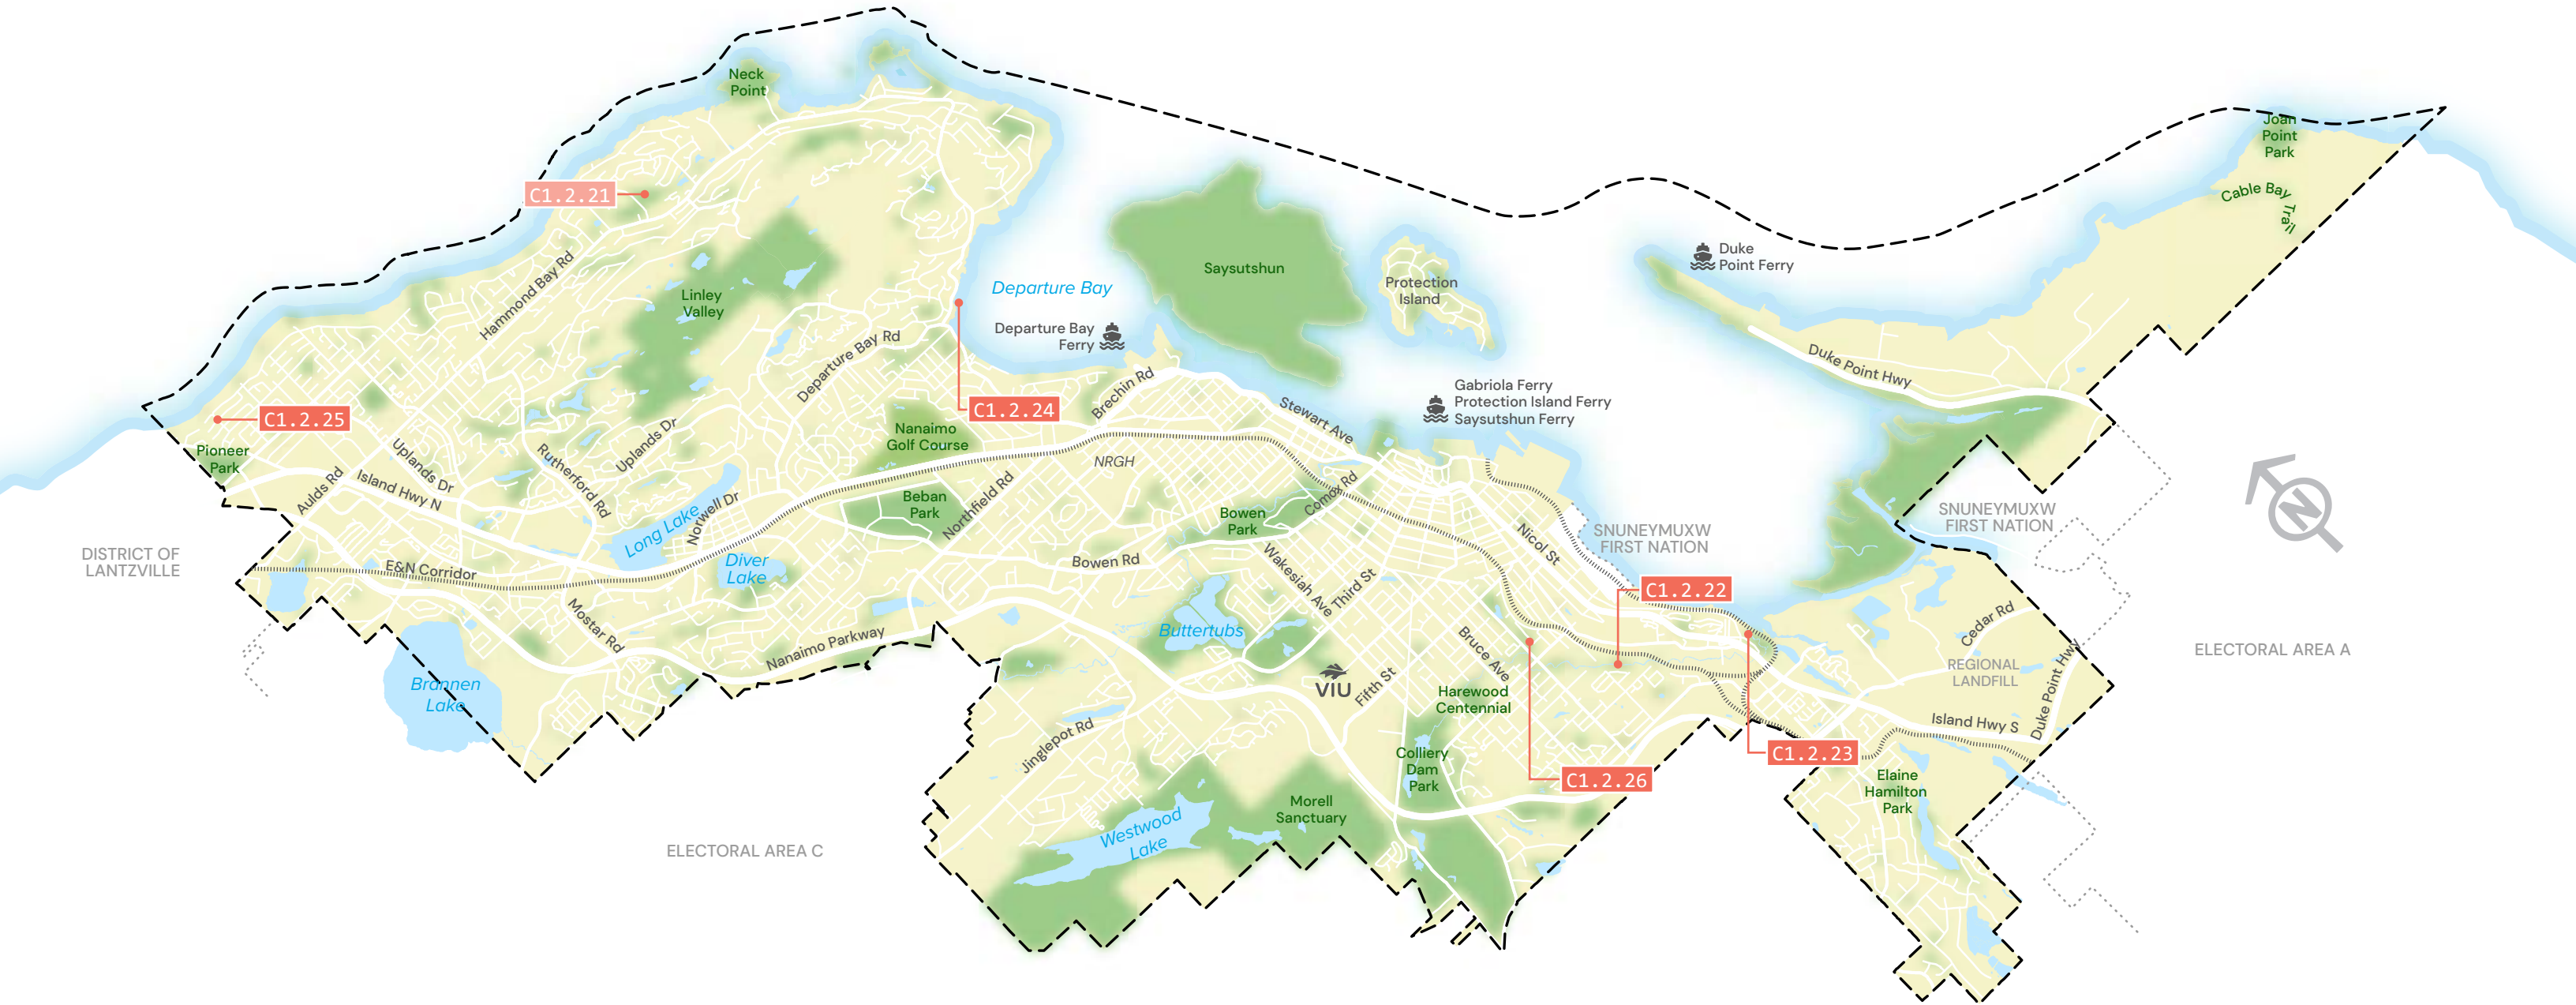 Neck
Point
Joan
Point
Park
Cable Bay
Trail
C1.2.21
Duke
Point Ferry
Saysutshun
Hammond Bay Rd
Departure Bay
Protection
Island
Linley
Valley
Departure Bay
Ferry
Departure Bay Rd
Duke Point Hwy
Brechin Rd
Gabriola Ferry
Protection Island Ferry
Saysutshun Ferry
C1.2.25
C1.2.24
Stewart Ave
Nanaimo
Golf Course
Uplands Dr
Pioneer
Park
Uplands Dr
NRGH
Rutherford Rd
Aulds Rd
Island Hwy N
Beban
Park
Northfield Rd
Comox Rd
Long Lake
Norwell Dr
Bowen
Park
SNUNEYMUXW
FIRST NATION
N
SNUNEYMUXW
FIRST NATION
Nicol St
DISTRICT OF
LANTZVILLE
E&N Corridor
Diver
Lake
Bowen Rd
Wakesiah Ave
Third St
C1.2.22
Mostar Rd
Buttertubs
Cedar Rd
Nanaimo Parkway
Bruce Ave
ELECTORAL AREA A
REGIONAL
LANDFILL
VIU
Fifth St
Brannen
Lake
Harewood
Centennial
Duke Point Hwy
Island Hwy S
Jinglepot Rd
C1.2.23
Colliery
Dam
Park
C1.2.26
Elaine
Hamilton
Park
Morell
Sanctuary
Westwood
Lake
ELECTORAL AREA C